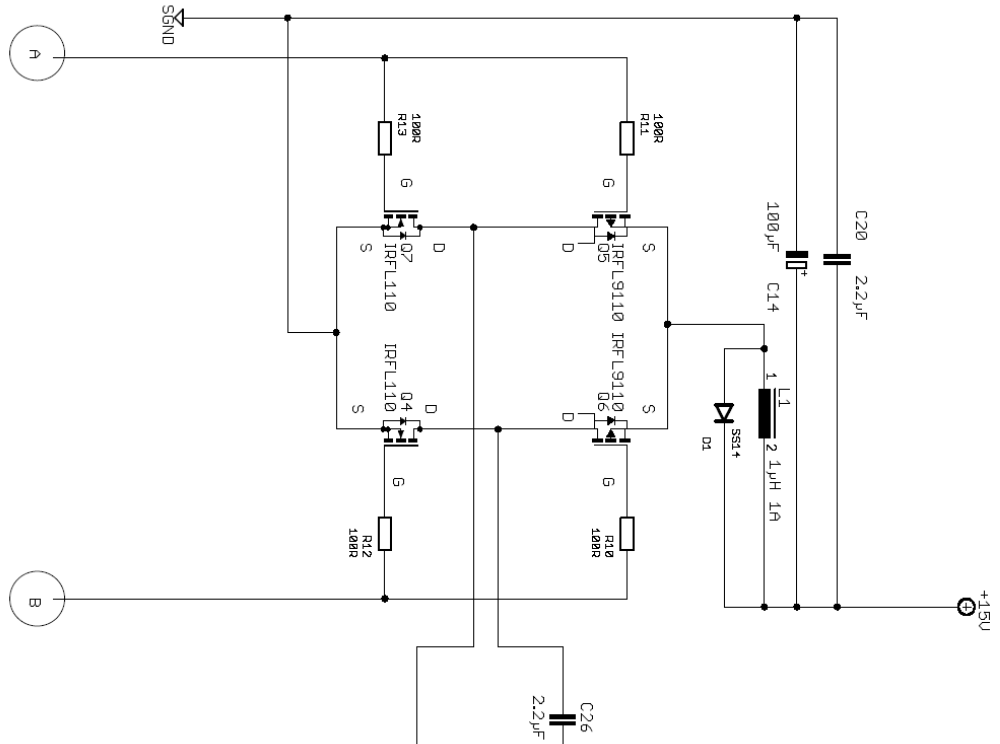 SGND
A
100R
R13
100R
R11
G
G
S
Q7
D
IRFL110
D
Q5
S
IRFL9110
100µF
C14
+
C20
2.2µF
IRFL110
Q4
S
D
IRFL9110
Q6
D
S
G
G
1
L1
2
1µH 1A
SS14
D1
R12
100R
R10
100R
B
+15V
C26
2.2µF